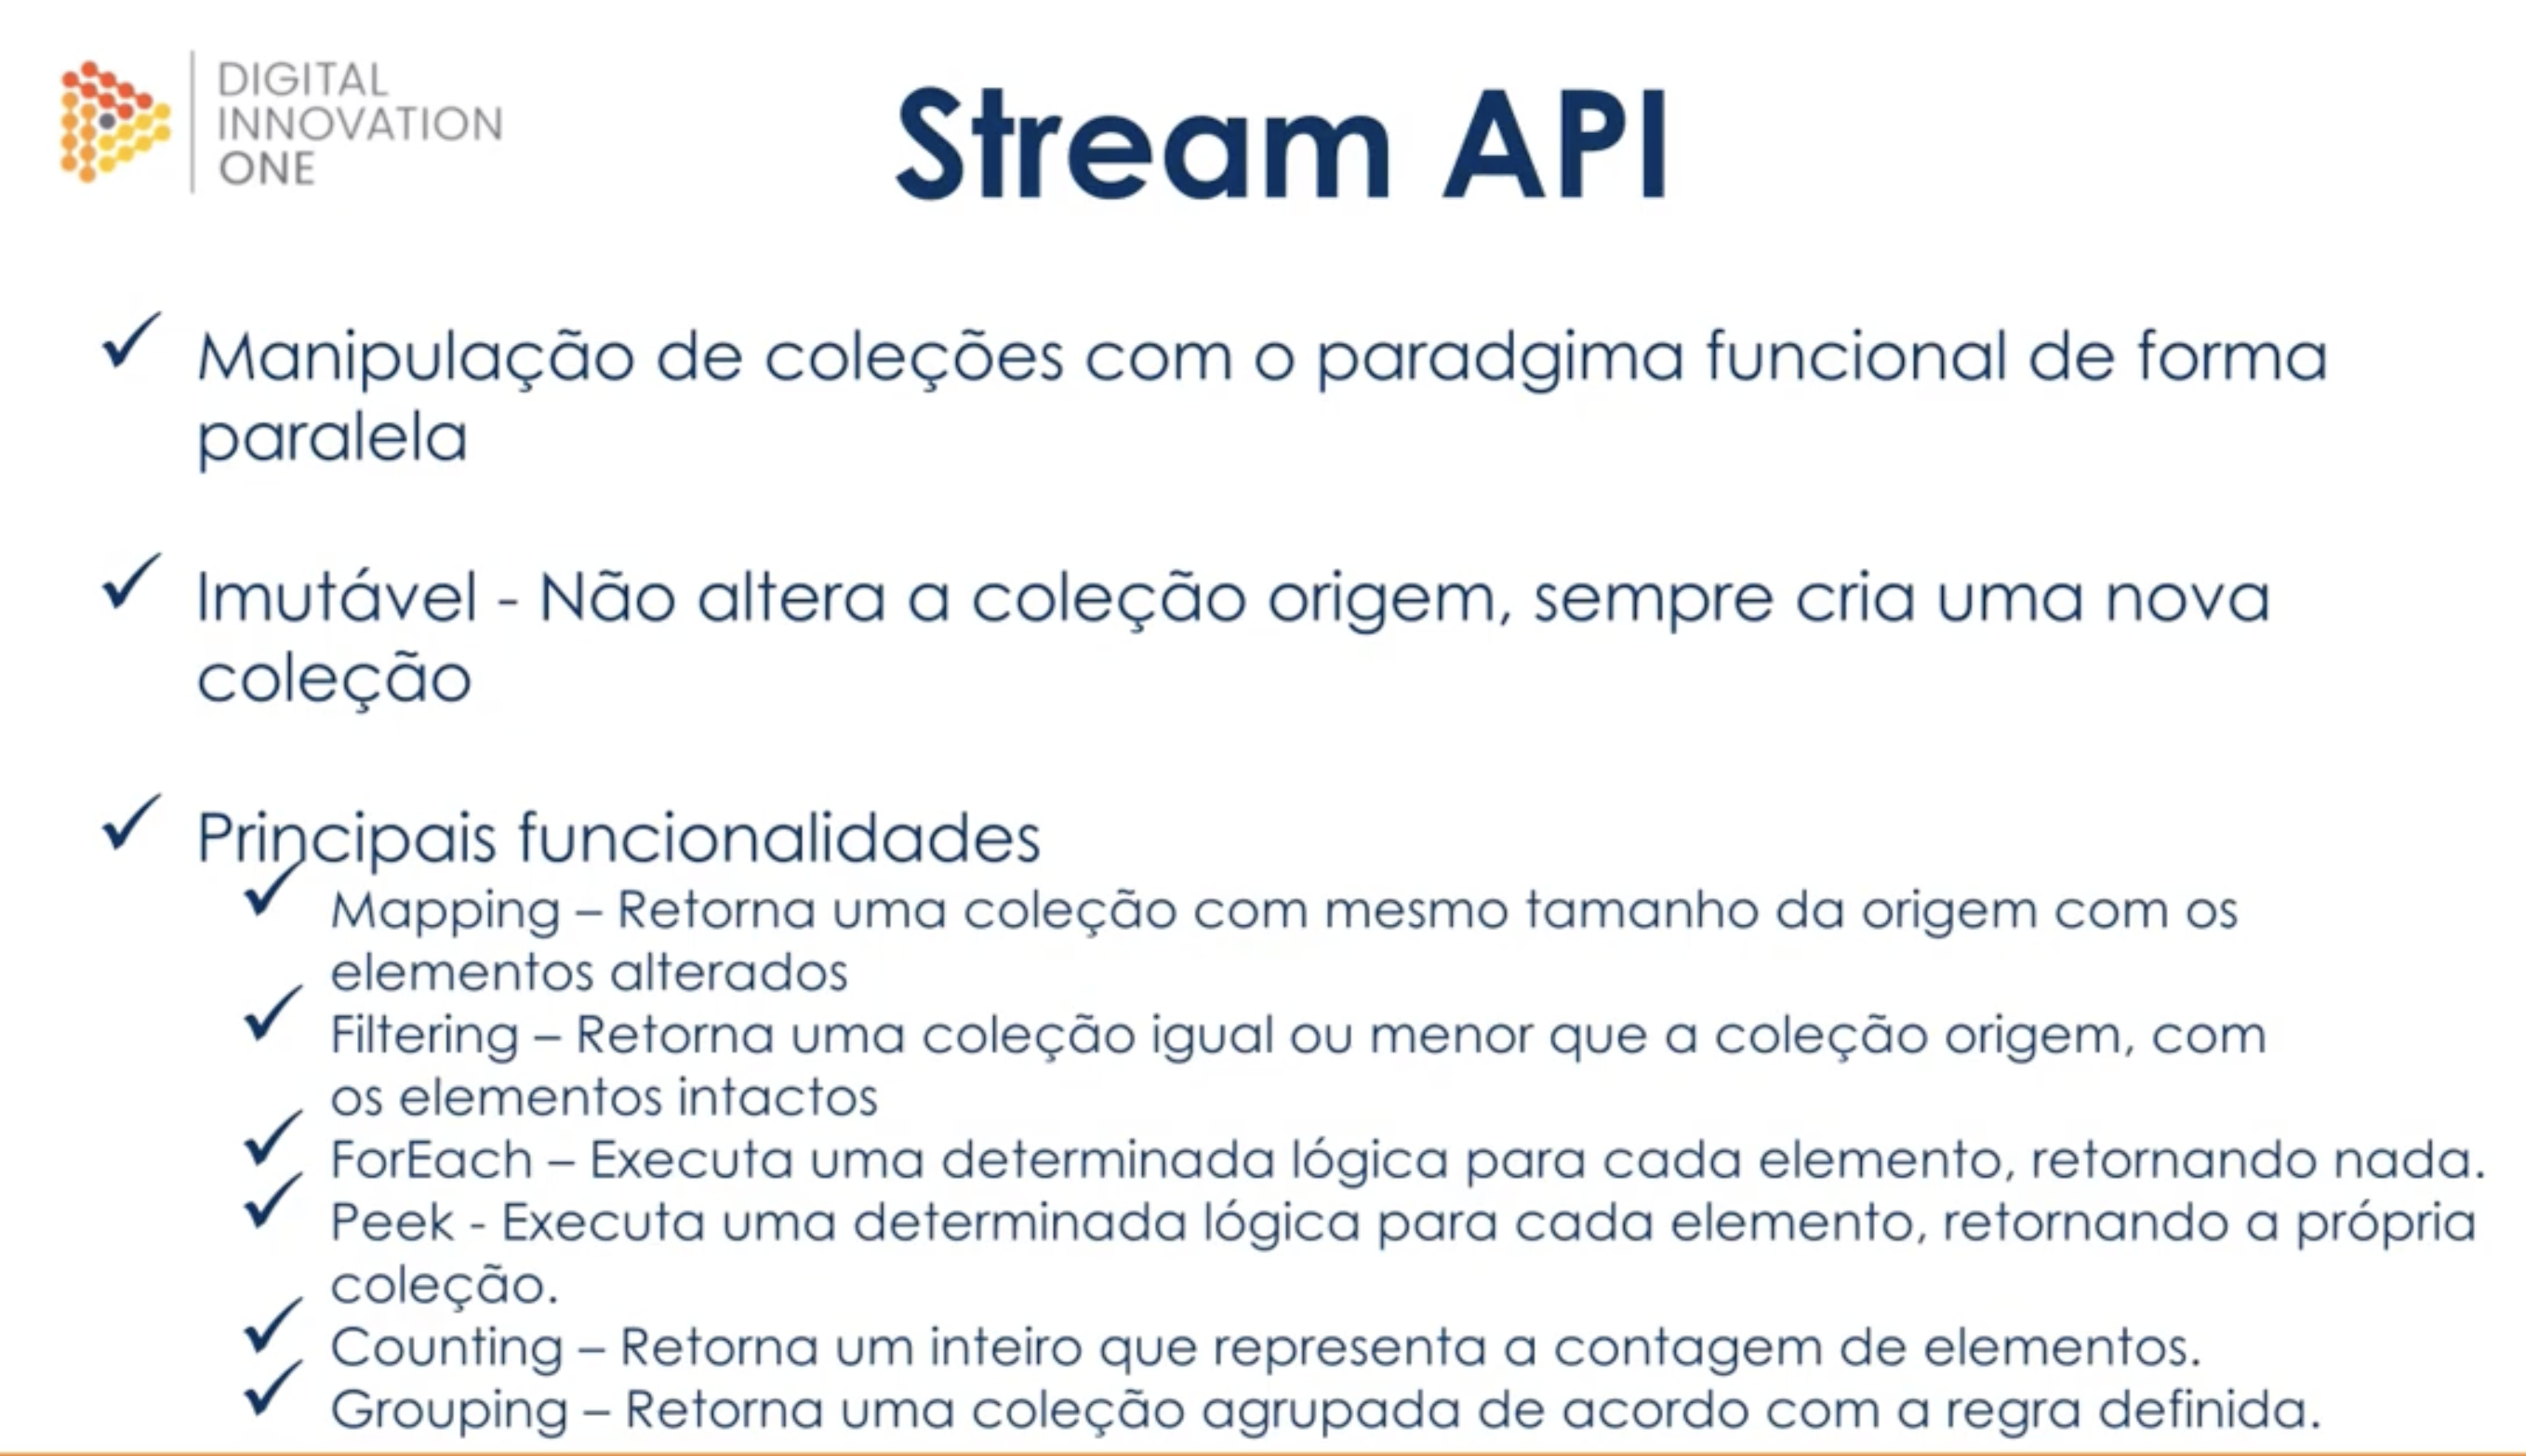 DIGITAL
INNOVATION
ONE
Stream API
Manipulação de coleções com o paradgima funcional de forma
paralela
Imutável - Não altera a coleção origem, sempre cria uma nova
coleção
Principais funcionalidades
Mapping – Retorna uma coleção com mesmo tamanho da origem com os
elementos alterados
Filtering – Retorna uma coleção igual ou menor que a coleção origem, com
os elementos intactos
ForEach – Executa uma determinada lógica para cada elemento, retornando nada.
Peek - Executa uma determinada lógica para cada elemento, retornando a própria
coleção.
Counting – Retorna um inteiro que representa a contagem de elementos.
Grouping – Retorna uma coleção agrupada de acordo com a regra definida.